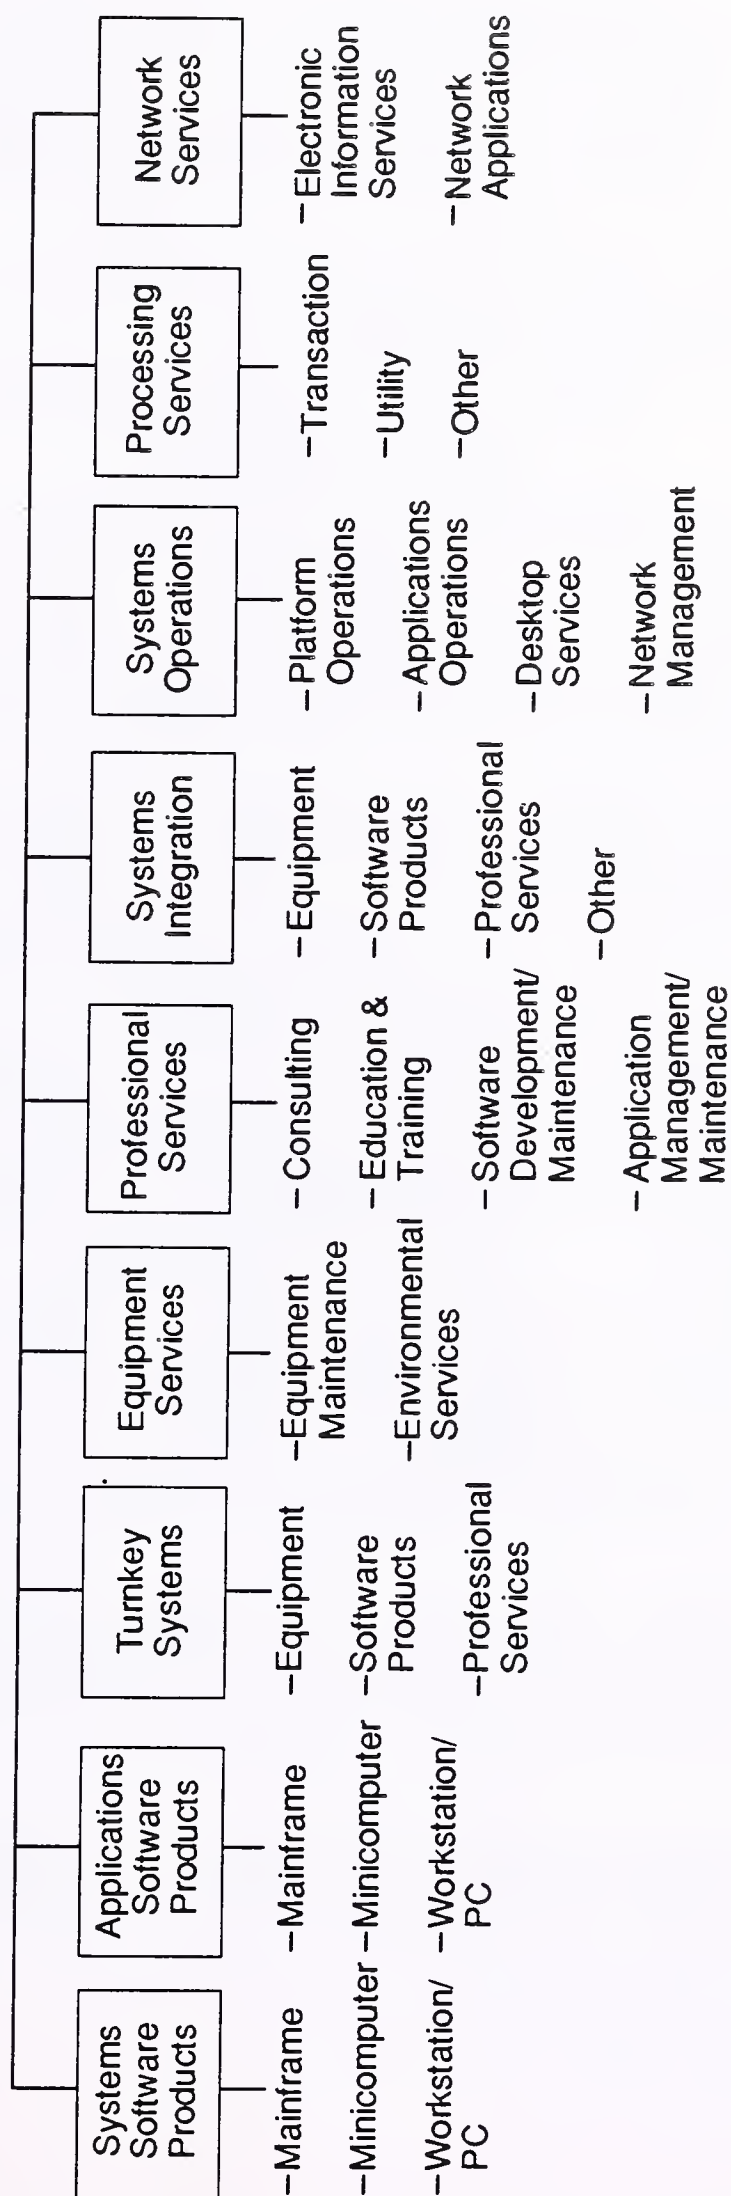 Systems
Software
Products
–Mainframe
–Minicomputer
–Workstation/
PC
Applications
Software
Products
–Mainframe
–Minicomputer
–Workstation/
PC
Turnkey
Systems
–Equipment
–Software
Products
–Professional
Services
Equipment
Services
–Equipment
Maintenance
–Environmental
Services
Professional
Services
–Consulting
–Education &
Training
–Software
Development/
Maintenance
–Application
Management/
Maintenance
Systems
Integration
–Equipment
–Software
Products
–Professional
Services
–Other
Systems
Operations
–Platform
Operations
–Applications
Operations
–Desktop
Services
–Network
Management
Processing
Services
–Transaction
–Utility
–Other
Network
Services
–Electronic
Information
Services
–Network
Applications